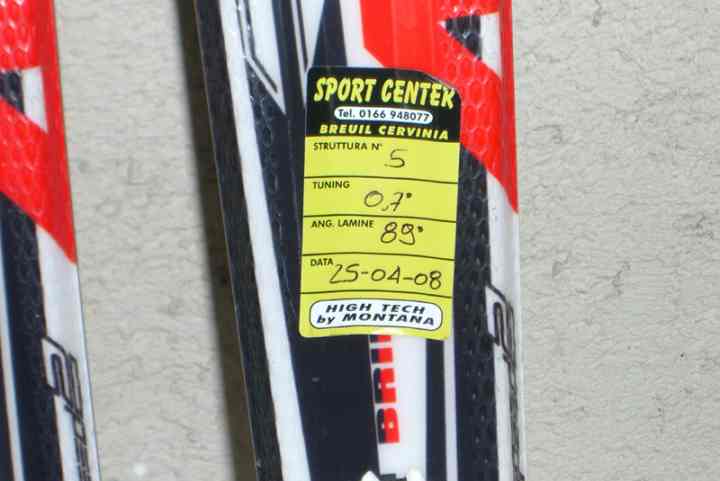 SPORT CENTER
Tel. 0166 948077
BREUIL CERVINIA
STRUTTURA N° 5
TUNING 0,7°
ANG. LAMINE 89°
DATA 25-04-08
HIGH TECH
by MONTANA